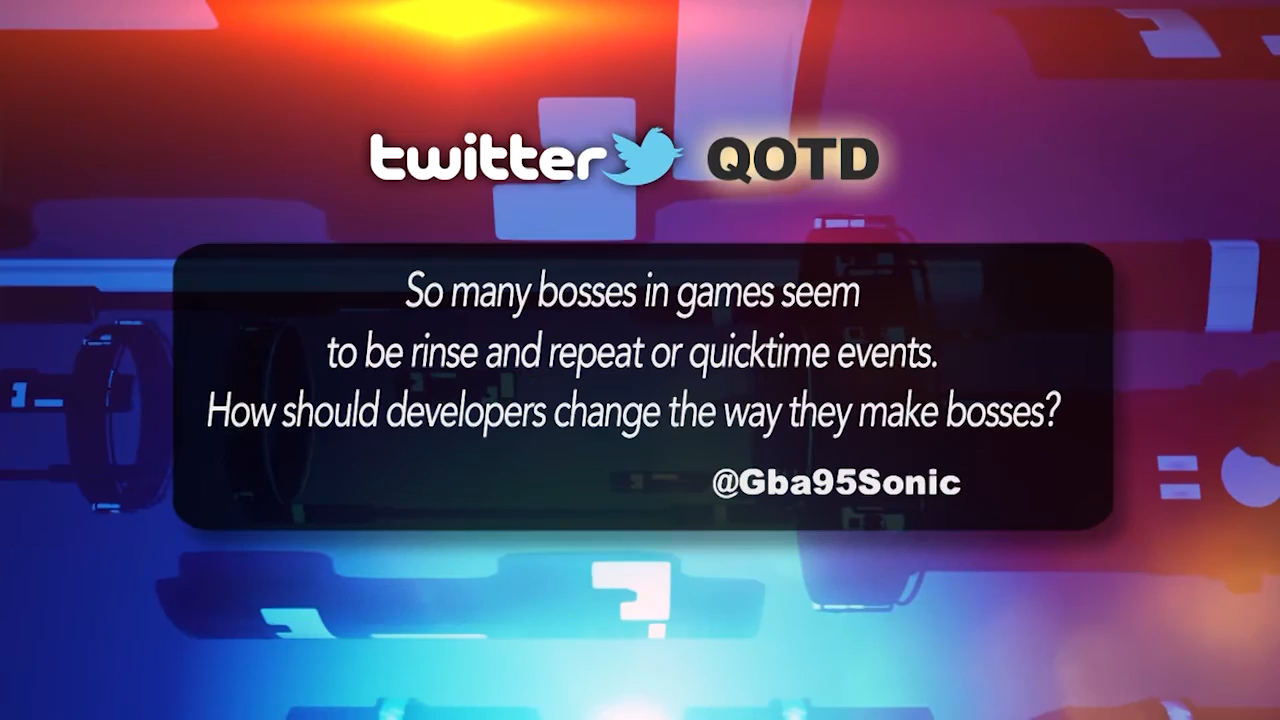 twitter QOTD
So many bosses in games seem
to be rinse and repeat or quicktime events.
How should developers change the way they make bosses?
@Gba95Sonic